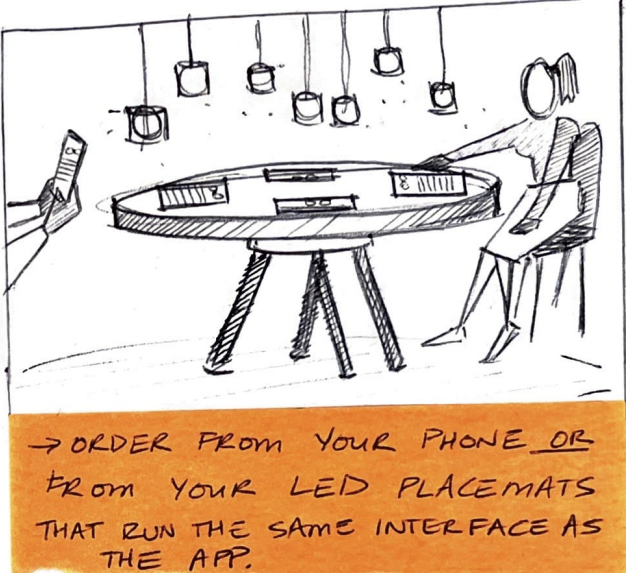 → ORDER FROM YOUR PHONE OR
FROM YOUR LED PLACEMATS
THAT RUN THE SAME INTERFACE AS
THE APP.